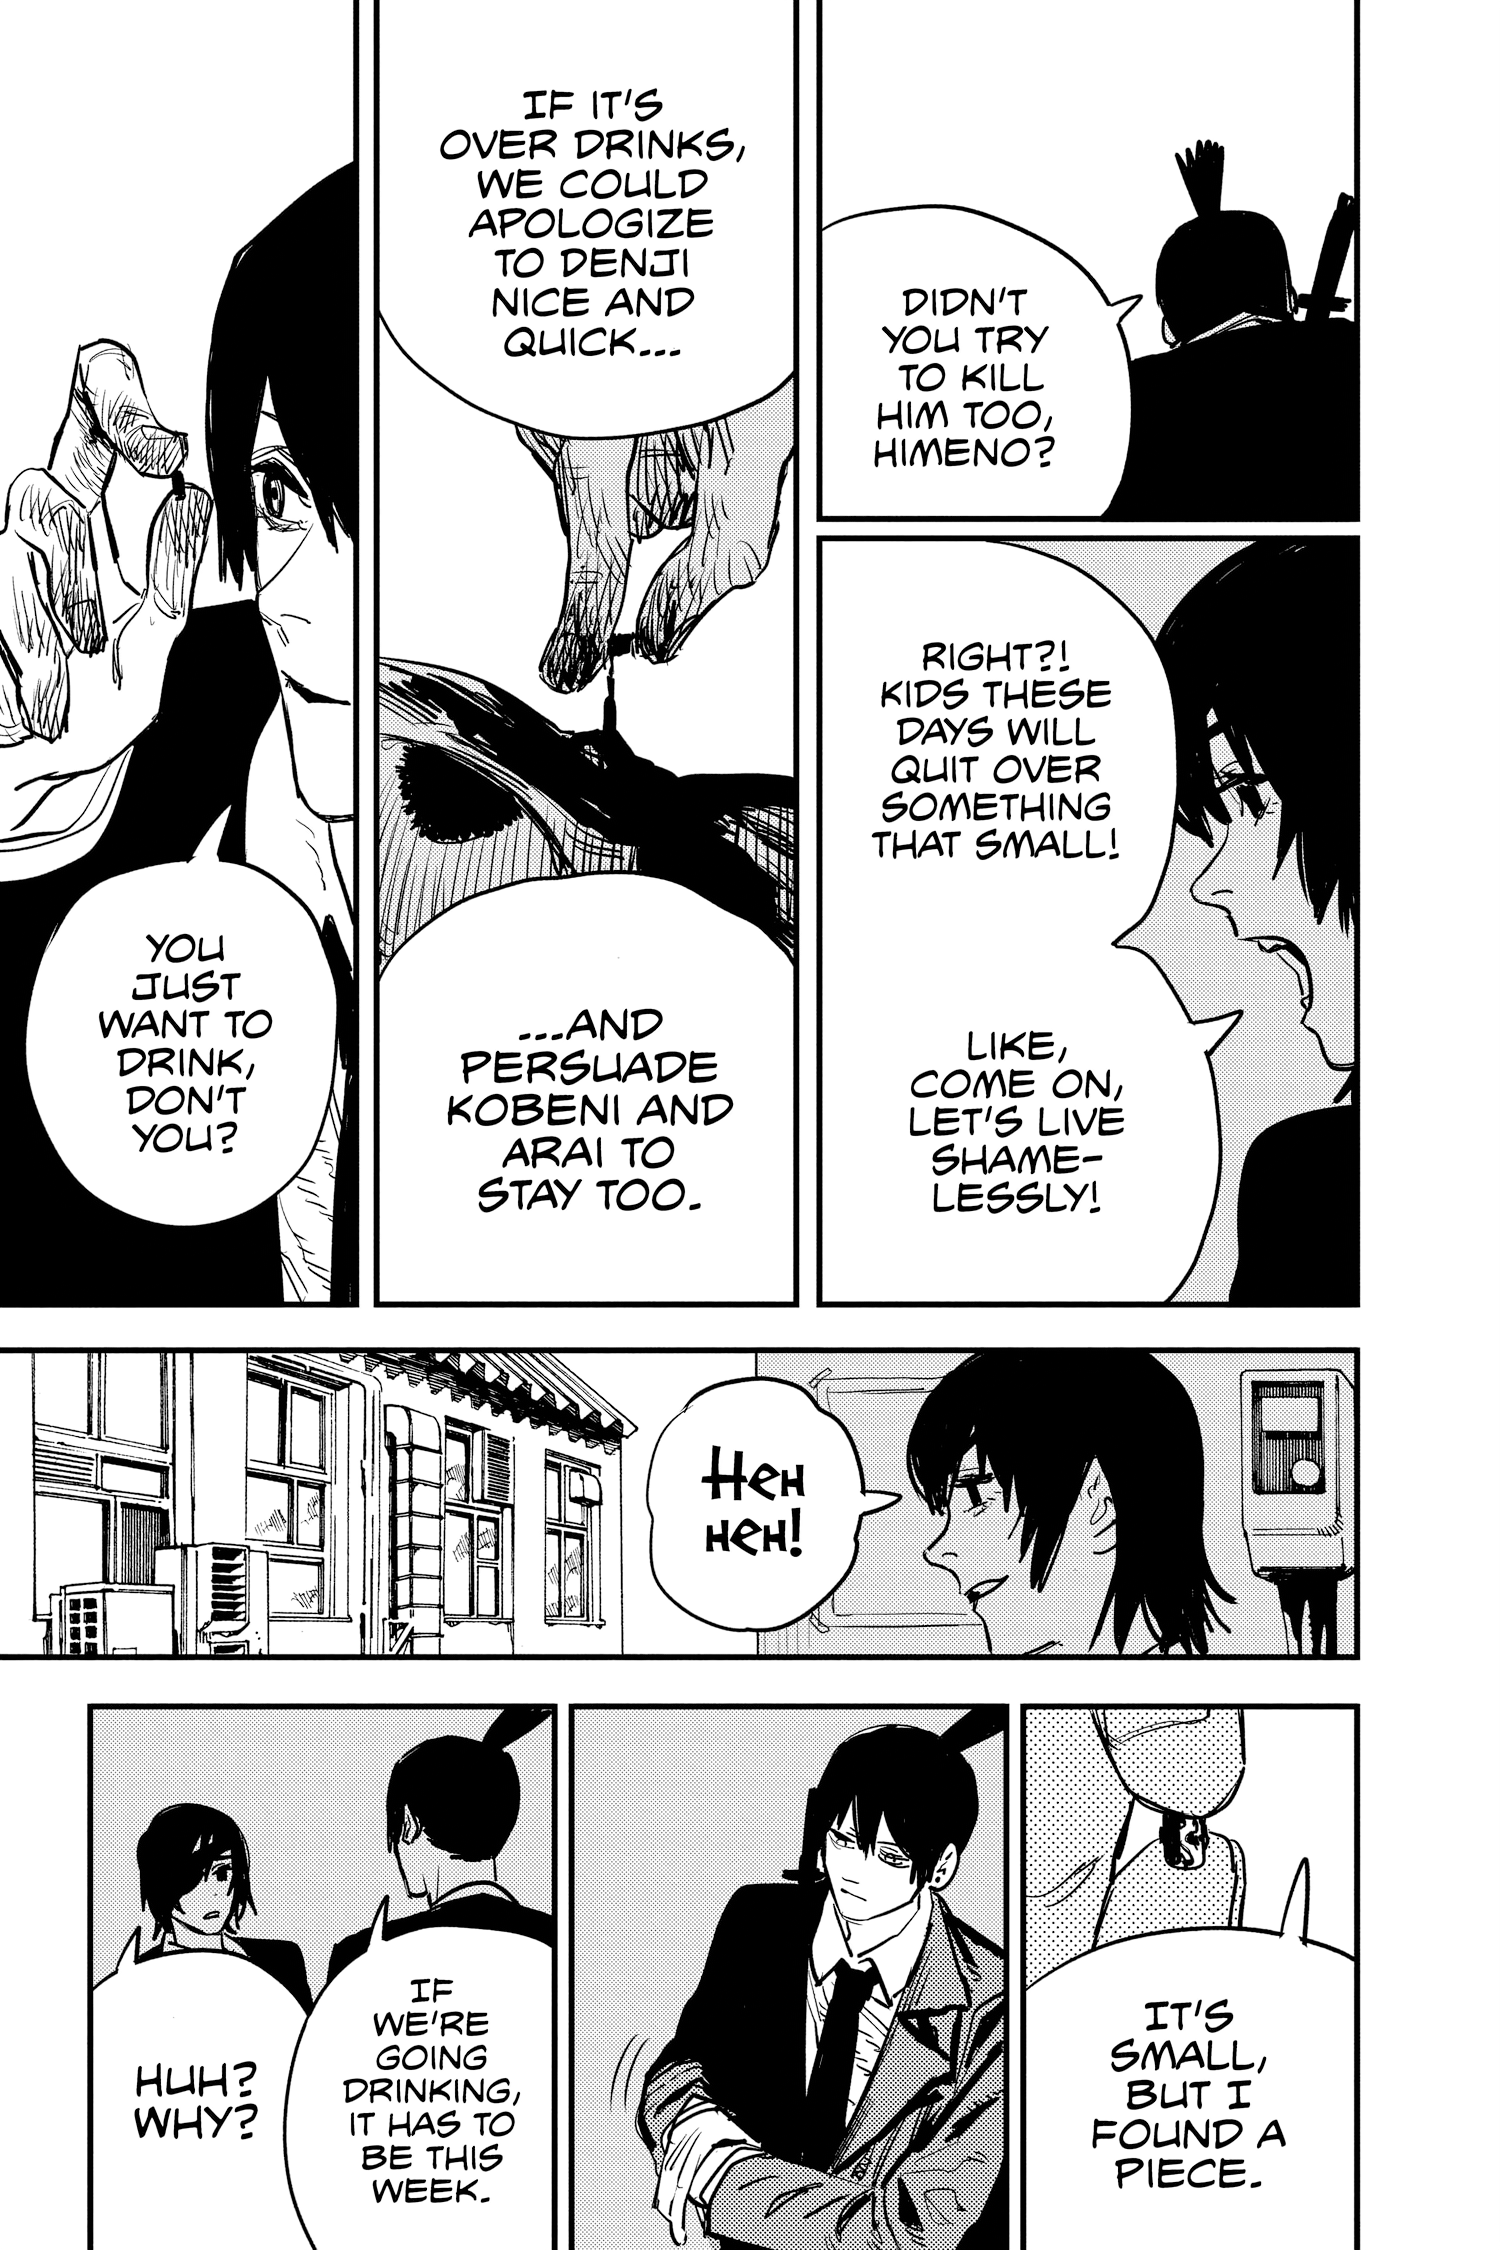 DIDN'T
YOU TRY
TO KILL
HIM TOO,
HIMENO?
RIGHT?!
KIDS THESE
DAYS WILL
QUIT OVER
SOMETHING
THAT SMALL!
LIKE,
COME ON,
LET'S LIVE
SHAME-
LESSLY!
IF IT'S
OVER DRINKS,
WE COULD
APOLOGIZE
TO DENJI
NICE AND
QUICK...
...AND
PERSUADE
KOBENI AND
ARAI TO
STAY TOO.
YOU
JUST
WANT TO
DRINK,
DON'T
YOU?
HEH
HEH!
IT'S
SMALL,
BUT I
FOUND A
PIECE.
IF
WE'RE
GOING
DRINKING,
IT HAS TO
BE THIS
WEEK.
HUH?
WHY?